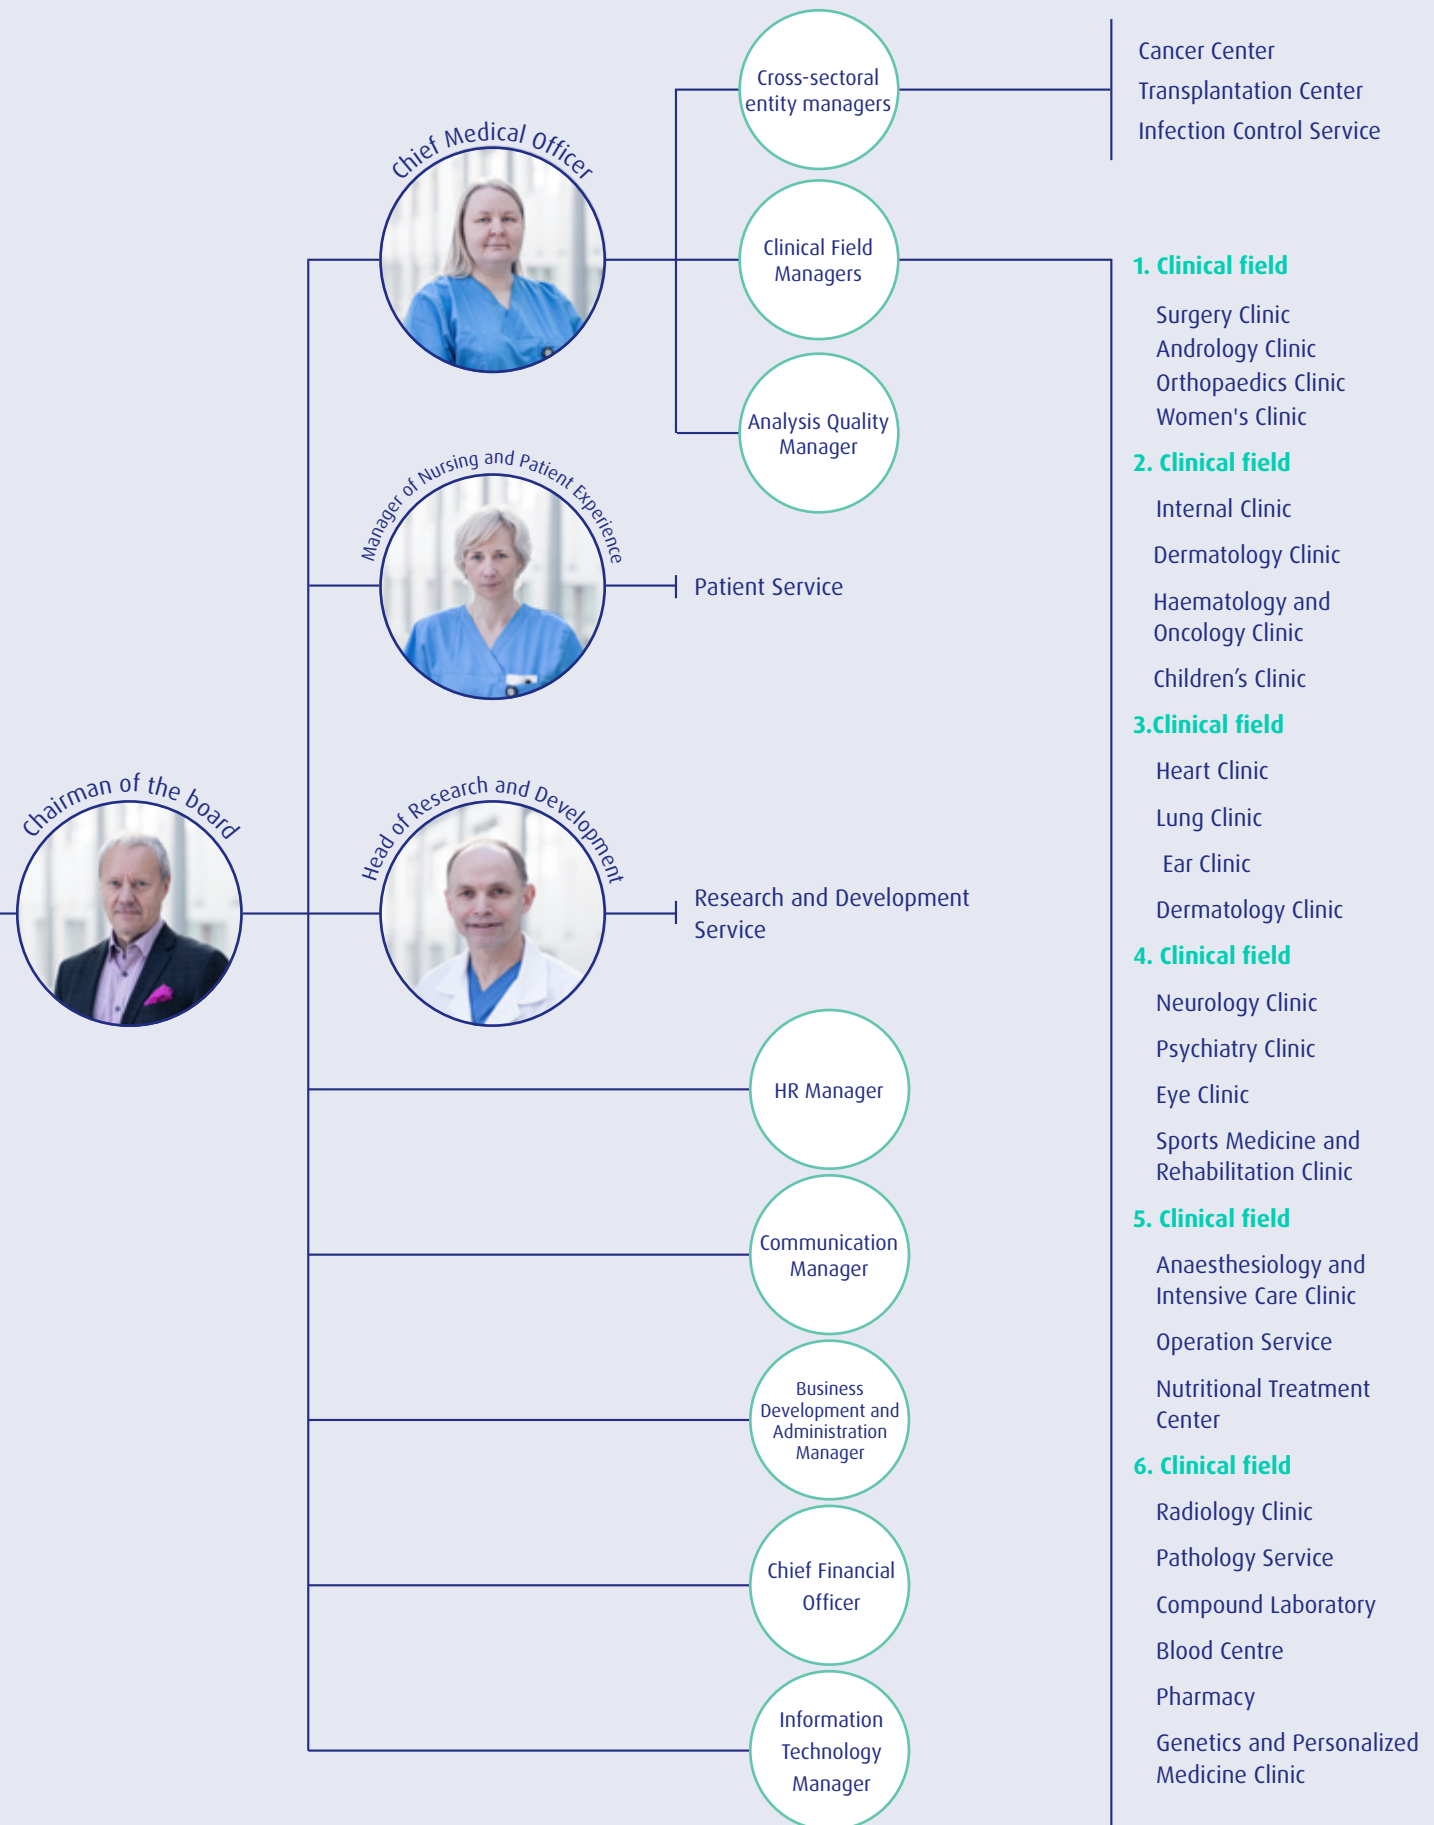 Cross-sectoral
entity managers
Cancer Center
Transplantation Center
Infection Control Service
Chief Medical Officer
Clinical Field
Managers
Analysis Quality
Manager
Manager of Nursing and Patient Experience
Patient Service
Chairman of the board
Head of Research and Development
Research and Development
Service
HR Manager
Communication
Manager
Business
Development and
Administration
Manager
Chief Financial
Officer
Information
Technology
Manager
1. Clinical field
Surgery Clinic
Andrology Clinic
Orthopaedics Clinic
Women's Clinic
2. Clinical field
Internal Clinic
Dermatology Clinic
Haematology and
Oncology Clinic
Children’s Clinic
3.Clinical field
Heart Clinic
Lung Clinic
Ear Clinic
Dermatology Clinic
4. Clinical field
Neurology Clinic
Psychiatry Clinic
Eye Clinic
Sports Medicine and
Rehabilitation Clinic
5. Clinical field
Anaesthesiology and
Intensive Care Clinic
Operation Service
Nutritional Treatment
Center
6. Clinical field
Radiology Clinic
Pathology Service
Compound Laboratory
Blood Centre
Pharmacy
Genetics and Personalized
Medicine Clinic